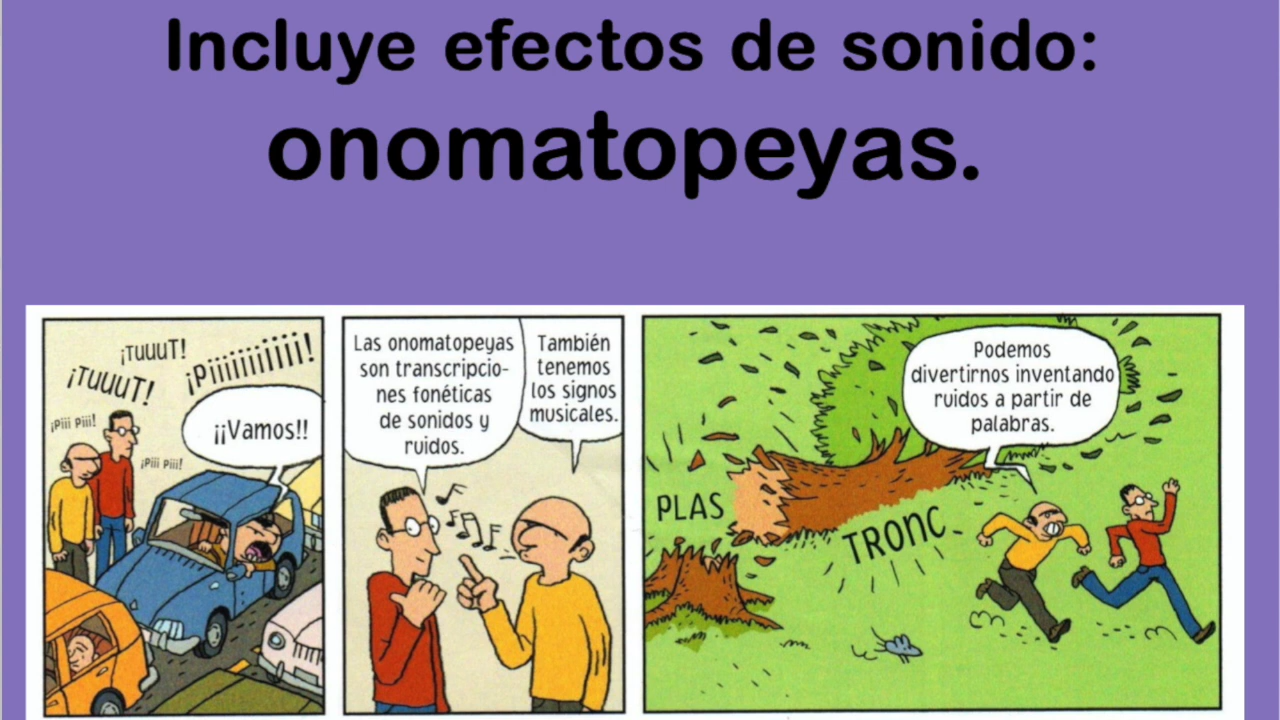 Incluye efectos de sonido:
onomatopeyas.
¡TuuuT!
¡TuuuT!
¡Piiiiiiiiiii!
¡Piii Piii!
¡Piii Piii!
¡¡Vamos!!
Las onomatopeyas
son transcripcio-
nes fonéticas
de sonidos y
ruidos.
También
tenemos
los signos
musicales.
Podemos
divertirnos inventando
ruidos a partir de
palabras.
PLAS
TRONC